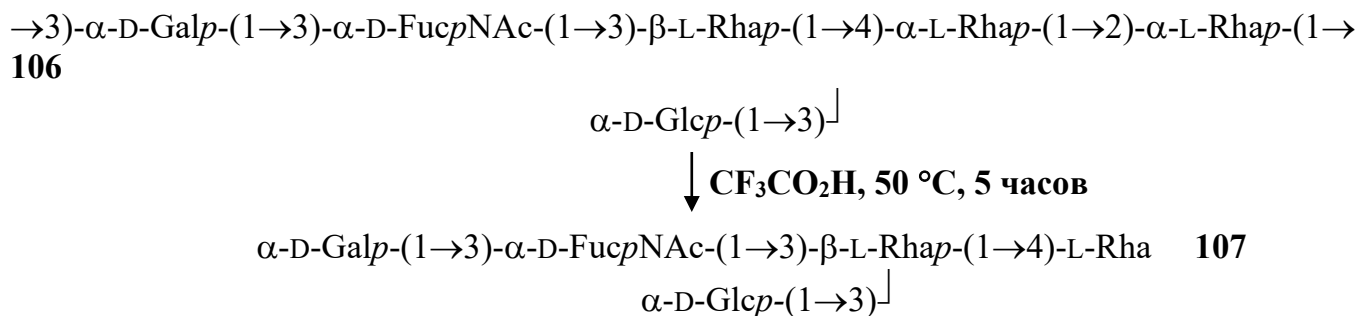 →3)-α-D-Galp-(1→3)-α-D-FucpNAc-(1→3)-β-L-Rhap-(1→4)-α-L-Rhap-(1→2)-α-L-Rhap-(1→
106
α-D-Glcp-(1→3)
CF₃CO₂H, 50 °C, 5 часов
α-D-Galp-(1→3)-α-D-FucpNAc-(1→3)-β-L-Rhap-(1→4)-L-Rha 107
α-D-Glcp-(1→3)